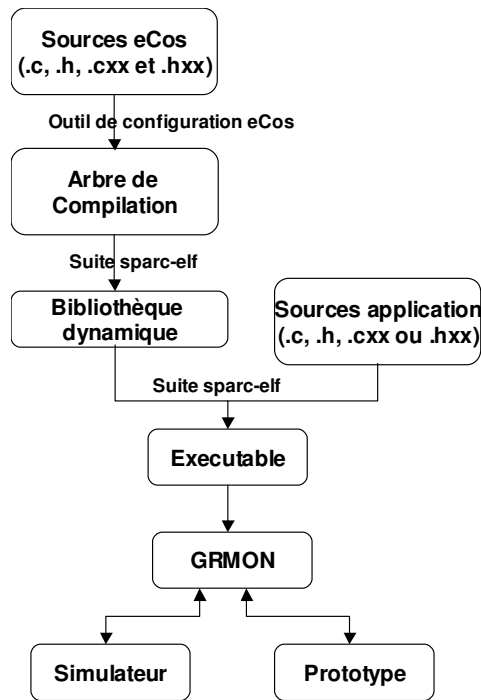 Sources eCos
(.c, .h, .cxx et .hxx)
Outil de configuration eCos
Arbre de
Compilation
Suite sparc-elf
Bibliothèque
dynamique
Sources application
(.c, .h, .cxx ou .hxx)
Suite sparc-elf
Executable
GRMON
Simulateur
Prototype